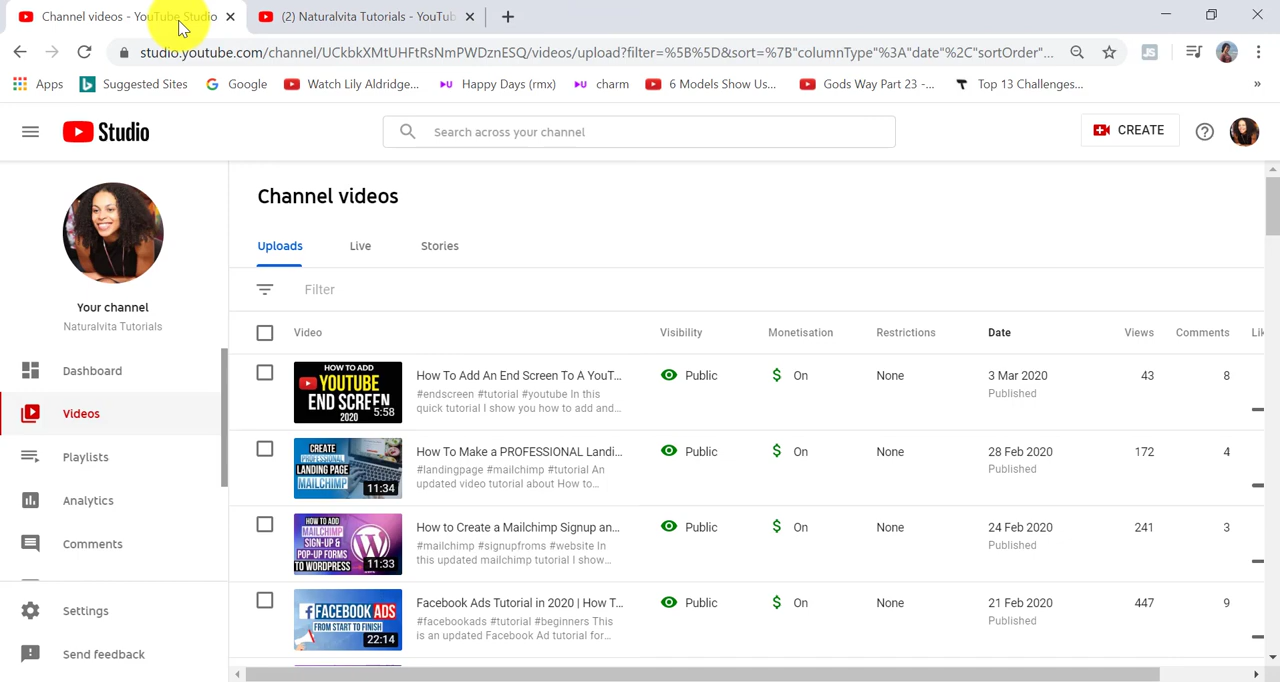 Channel videos - YouTube Studio
(2) Naturalvita Tutorials - YouTub
studio.youtube.com/channel/UCkbkXMtUHFtRsNmPWDznESQ/videos/upload?filter=%5B%5D&sort=%7B"columnType"%3A"date"%2C"sortOrder"...
Apps Suggested Sites Google Watch Lily Aldridge... Happy Days (rmx) charm 6 Models Show Us... Gods Way Part 23 -... Top 13 Challenges... »
Studio
Search across your channel
CREATE
Your channel
Naturalvita Tutorials
Dashboard
Videos
Playlists
Analytics
Comments
Settings
Send feedback
Channel videos
Uploads Live Stories
Filter
Video Visibility Monetisation Restrictions Date Views Comments Lik
HOW TO ADD
YOUTUBE
END SCREEN
2020
5:58
How To Add An End Screen To A YouT...
#endscreen #tutorial #youtube In this
quick tutorial I show you how to add and...
Public $ On None 3 Mar 2020 43 8
Published
CREATE
PROFESSIONAL
LANDING PAGE
MAILCHIMP
11:34
How To Make a PROFESSIONAL Landi...
#landingpage #mailchimp #tutorial An
updated video tutorial about How to...
Public $ On None 28 Feb 2020 172 4
Published
HOW TO ADD
MAILCHIMP
SIGN-UP &
POP-UP FORMS
TO WORDPRESS
11:33
How to Create a Mailchimp Signup an...
#mailchimp #signupfroms #website In
this updated mailchimp tutorial I show...
Public $ On None 24 Feb 2020 241 3
Published
FACEBOOK ADS
FROM START TO FINISH
22:14
Facebook Ads Tutorial in 2020 | How T...
#facebookads #tutorial #beginners This
is an updated Facebook Ad tutorial for...
Public $ On None 21 Feb 2020 447 9
Published